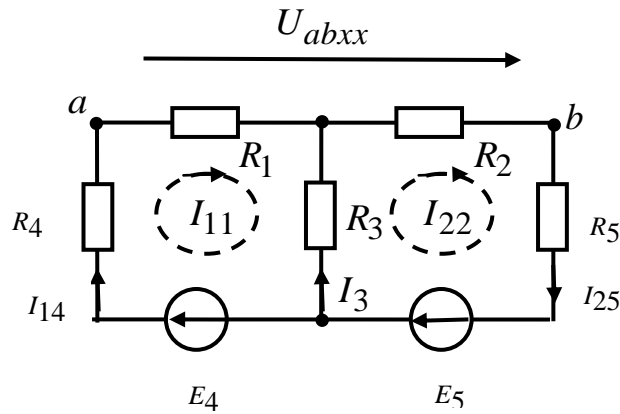 U_abxx
a
b
R_1
R_2
R_4
I_11
R_3
I_22
R_5
I_14
I_3
I_25
E_4
E_5